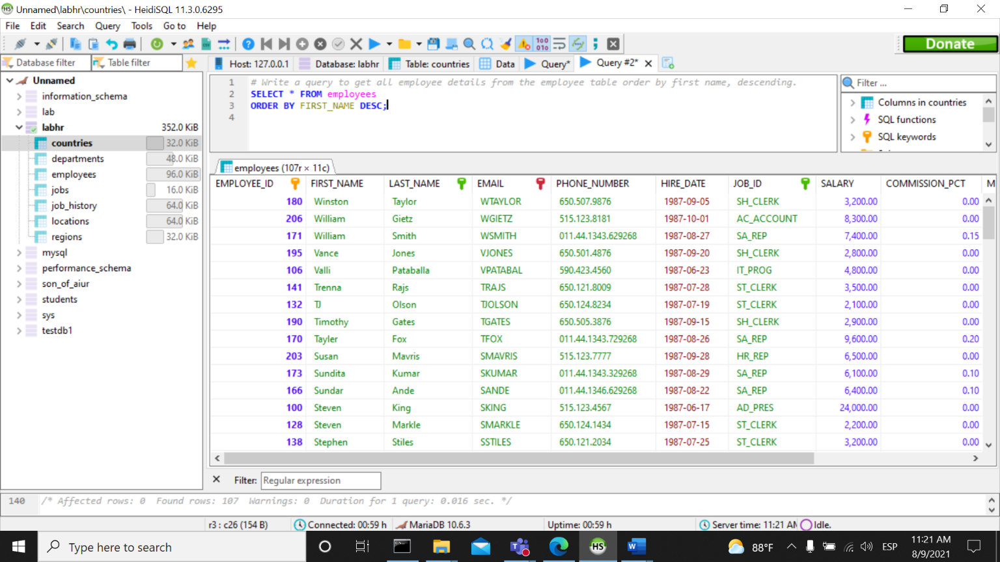 Unnamed\labhr\countries\ - HeidiSQL 11.3.0.6295
File Edit Search Query Tools Go to Help
Donate
Database filter Table filter
Host: 127.0.0.1 Database: labhr Table: countries Data Query* Query #2*
Unnamed
information_schema
lab
labhr 352.0 KiB
countries 32.0 KiB
departments 48.0 KiB
employees 96.0 KiB
jobs 16.0 KiB
job_history 64.0 KiB
locations 64.0 KiB
regions 32.0 KiB
mysql
performance_schema
son_of_aiur
students
sys
testdb1
1 # Write a query to get all employee details from the employee table order by first name, descending.
2 SELECT * FROM employees
3 ORDER BY FIRST_NAME DESC;
4
Filter ...
Columns in countries
SQL functions
SQL keywords
employees (107r × 11c)
EMPLOYEE_ID FIRST_NAME LAST_NAME EMAIL PHONE_NUMBER HIRE_DATE JOB_ID SALARY COMMISSION_PCT M
180 Winston Taylor WTAYLOR 650.507.9876 1987-09-05 SH_CLERK 3,200.00 0.00
206 William Gietz WGIETZ 515.123.8181 1987-10-01 AC_ACCOUNT 8,300.00 0.00
171 William Smith WSMITH 011.44.1343.629268 1987-08-27 SA_REP 7,400.00 0.15
195 Vance Jones VJONES 650.501.4876 1987-09-20 SH_CLERK 2,800.00 0.00
106 Valli Pataballa VPATABAL 590.423.4560 1987-06-23 IT_PROG 4,800.00 0.00
141 Trenna Rajs TRAJS 650.121.8009 1987-07-28 ST_CLERK 3,500.00 0.00
132 TJ Olson TJOLSON 650.124.8234 1987-07-19 ST_CLERK 2,100.00 0.00
190 Timothy Gates TGATES 650.505.3876 1987-09-15 SH_CLERK 2,900.00 0.00
170 Tayler Fox TFOX 011.44.1343.729268 1987-08-26 SA_REP 9,600.00 0.20
203 Susan Mavris SMAVRIS 515.123.7777 1987-09-28 HR_REP 6,500.00 0.00
173 Sundita Kumar SKUMAR 011.44.1343.329268 1987-08-29 SA_REP 6,100.00 0.10
166 Sundar Ande SANDE 011.44.1346.629268 1987-08-22 SA_REP 6,400.00 0.10
100 Steven King SKING 515.123.4567 1987-06-17 AD_PRES 24,000.00 0.00
128 Steven Markle SMARKLE 650.124.1434 1987-07-15 ST_CLERK 2,200.00 0.00
138 Stephen Stiles SSTILES 650.121.2034 1987-07-25 ST_CLERK 3,200.00 0.00
Filter: Regular expression
140 /* Affected rows: 0 Found rows: 107 Warnings: 0 Duration for 1 query: 0.016 sec. */
r3 : c26 (154 B) Connected: 00:59 h MariaDB 10.6.3 Uptime: 00:59 h Server time: 11:21 AM Idle.
Type here to search
88°F ESP
11:21 AM
8/9/2021